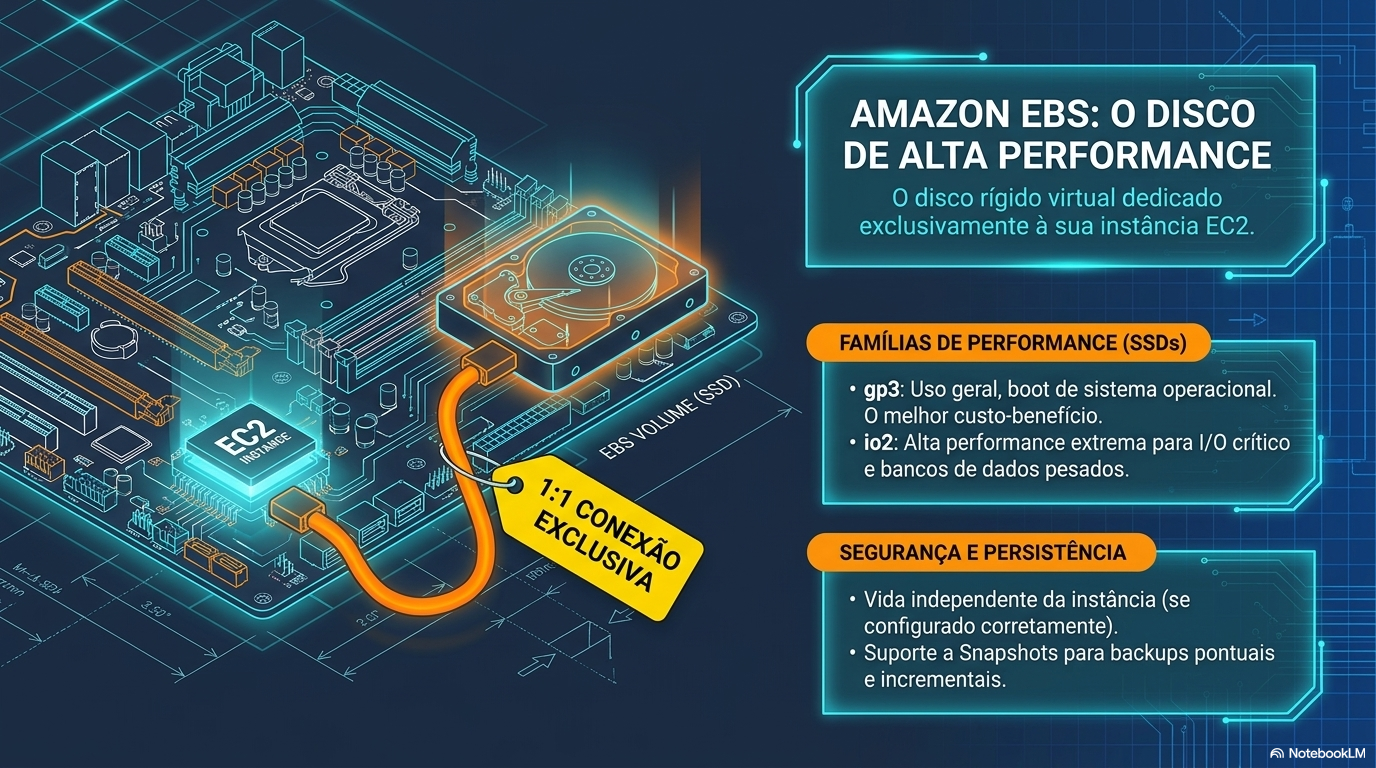 AMAZON EBS: O DISCO
DE ALTA PERFORMANCE
O disco rígido virtual dedicado
exclusivamente à sua instância EC2.
EC2
INSTANCE
EBS VOLUME (SSD)
1:1 CONEXÃO
EXCLUSIVA
FAMÍLIAS DE PERFORMANCE (SSDs)
• gp3: Uso geral, boot de sistema operacional.
O melhor custo-benefício.
• io2: Alta performance extrema para I/O crítico
e bancos de dados pesados.
SEGURANÇA E PERSISTÊNCIA
• Vida independente da instância (se
configurado corretamente).
• Suporte a Snapshots para backups pontuais
e incrementais.
NotebookLM